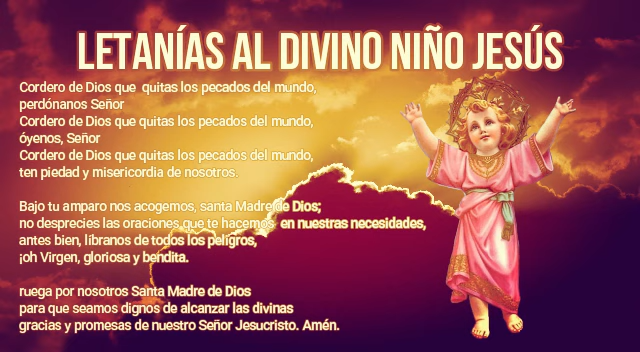 LETANÍAS AL DIVINO NIÑO JESÚS
Cordero de Dios que quitas los pecados del mundo,
perdónanos Señor
Cordero de Dios que quitas los pecados del mundo,
óyenos, Señor
Cordero de Dios que quitas los pecados del mundo,
ten piedad y misericordia de nosotros.
Bajo tu amparo nos acogemos, santa Madre de Dios;
no desprecies las oraciones que te hacemos en nuestras necesidades,
antes bien, líbranos de todos los peligros,
¡oh Virgen, gloriosa y bendita.
ruega por nosotros Santa Madre de Dios
para que seamos dignos de alcanzar las divinas
gracias y promesas de nuestro Señor Jesucristo. Amén.